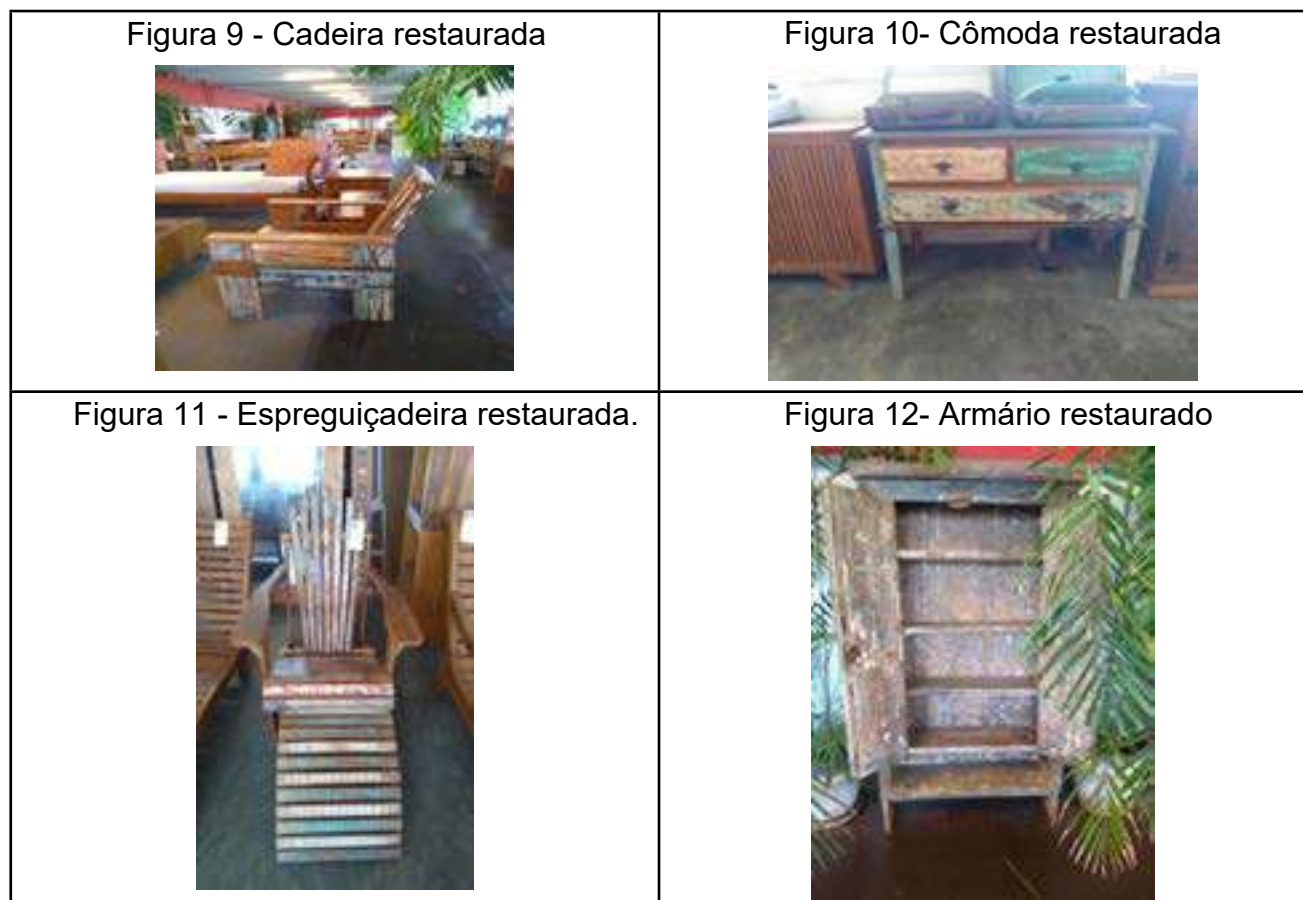 Figura 9 - Cadeira restaurada
Figura 10- Cômoda restaurada
Figura 11 - Espreguiçadeira restaurada.
Figura 12- Armário restaurado